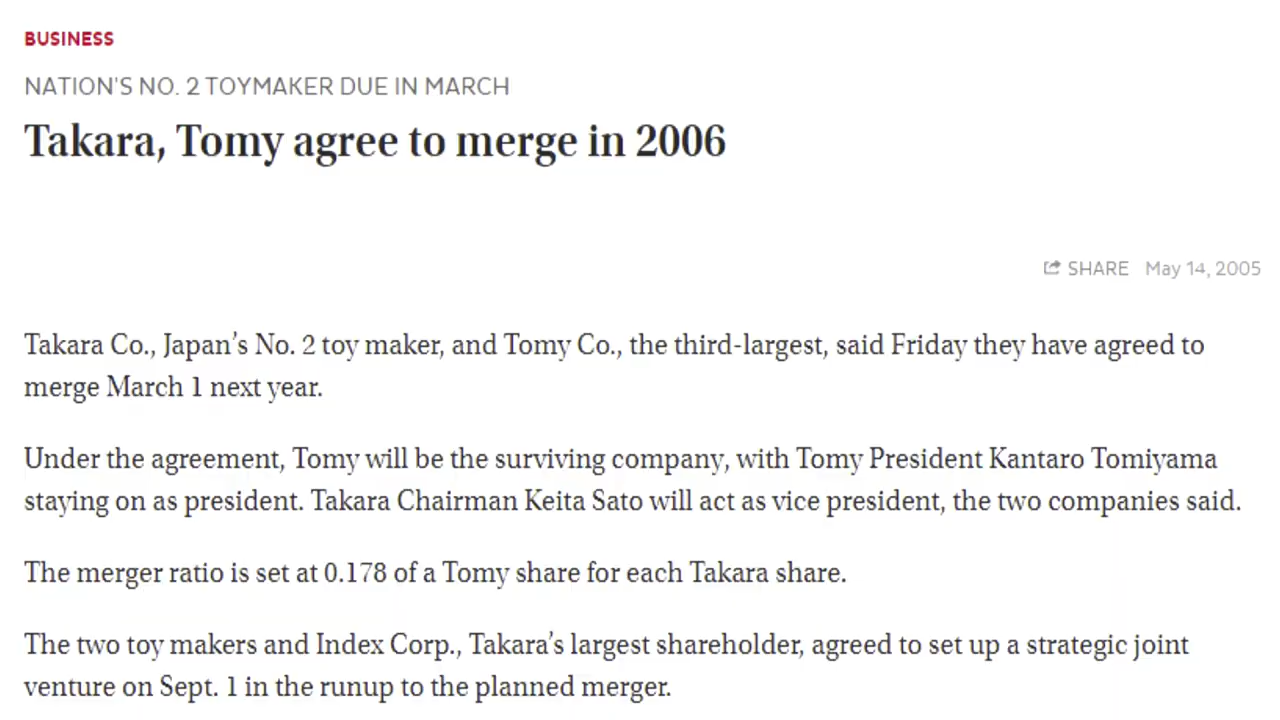 BUSINESS
NATION'S NO. 2 TOYMAKER DUE IN MARCH
Takara, Tomy agree to merge in 2006
SHARE May 14, 2005
Takara Co., Japan’s No. 2 toy maker, and Tomy Co., the third-largest, said Friday they have agreed to
merge March 1 next year.
Under the agreement, Tomy will be the surviving company, with Tomy President Kantaro Tomiyama
staying on as president. Takara Chairman Keita Sato will act as vice president, the two companies said.
The merger ratio is set at 0.178 of a Tomy share for each Takara share.
The two toy makers and Index Corp., Takara’s largest shareholder, agreed to set up a strategic joint
venture on Sept. 1 in the runup to the planned merger.